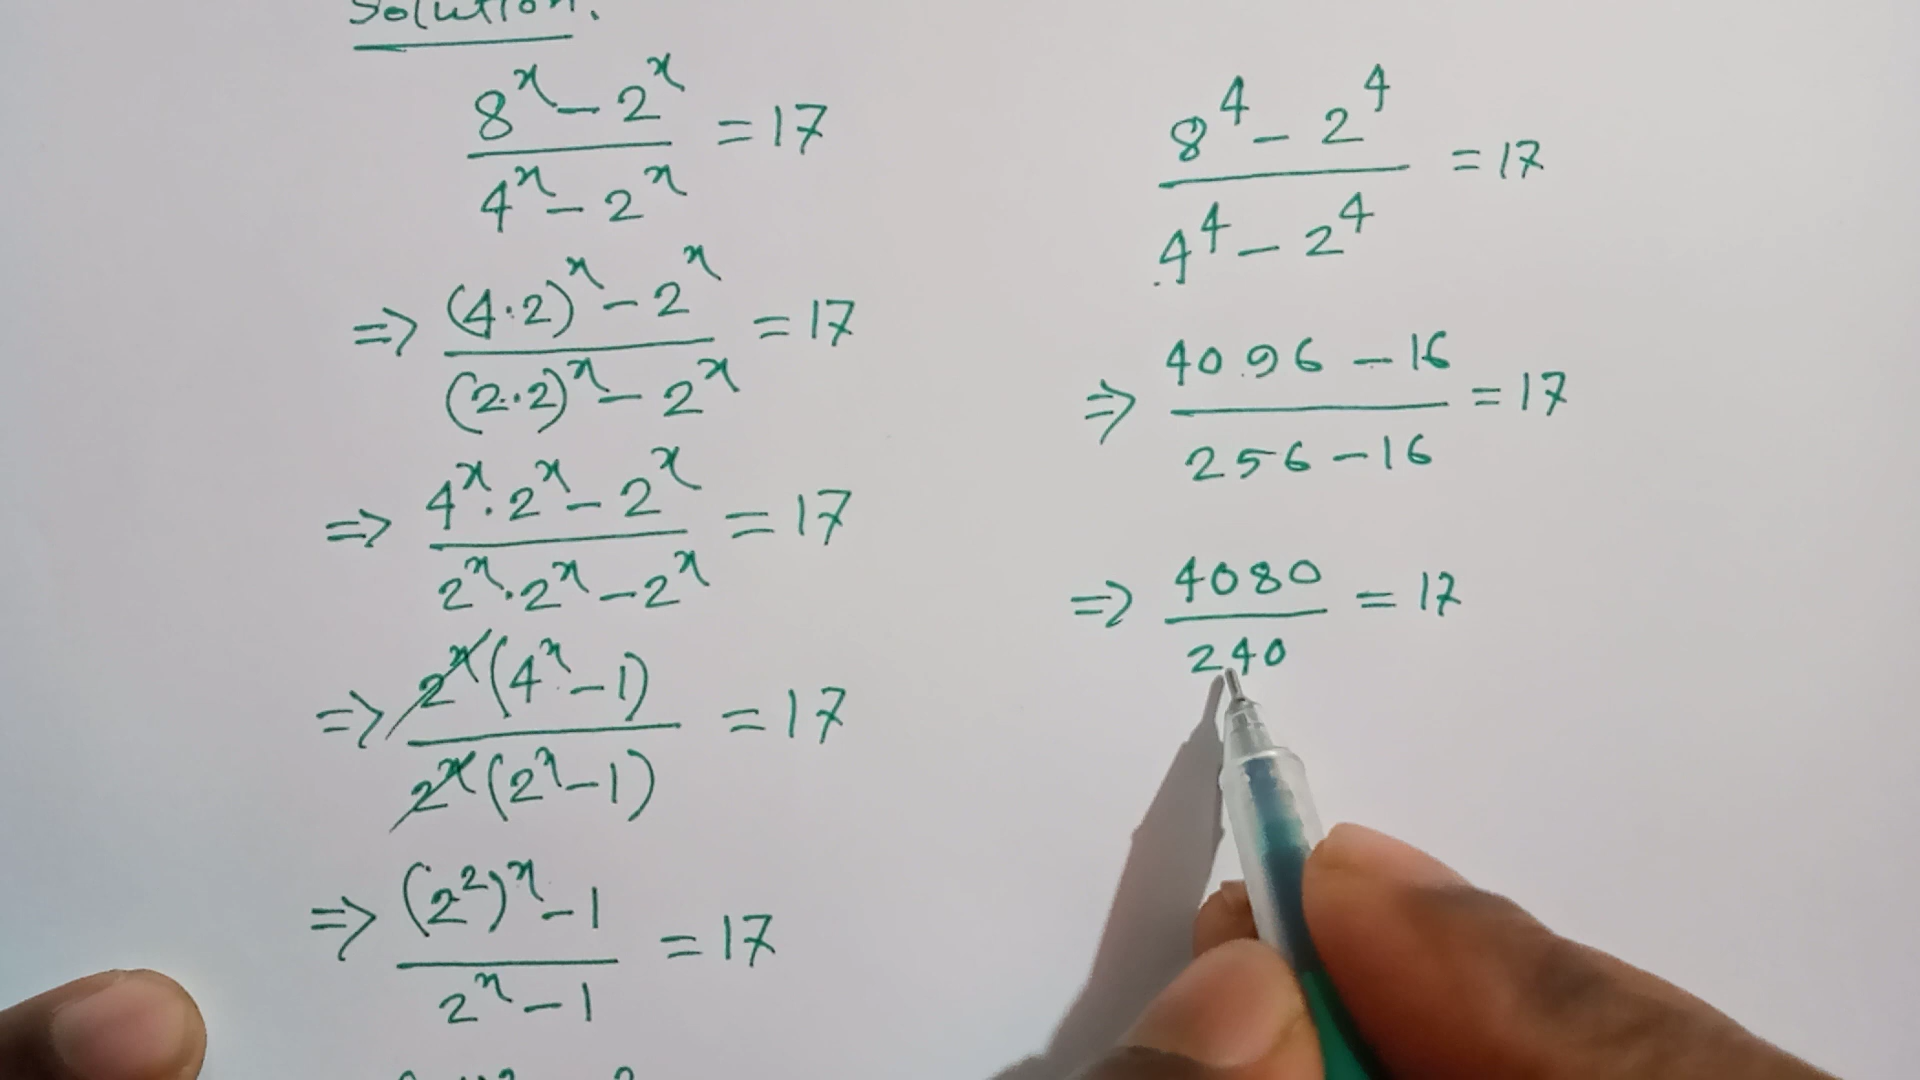 Solution.
8^x - 2^x / 4^x - 2^x = 17
=> (4·2)^x - 2^x / (2·2)^x - 2^x = 17
=> 4^x · 2^x - 2^x / 2^x · 2^x - 2^x = 17
=> 2^x (4^x - 1) / 2^x (2^x - 1) = 17
=> (2^2)^x - 1 / 2^x - 1 = 17
8^4 - 2^4 / 4^4 - 2^4 = 17
=> 4096 - 16 / 256 - 16 = 17
=> 4080 / 240 = 17